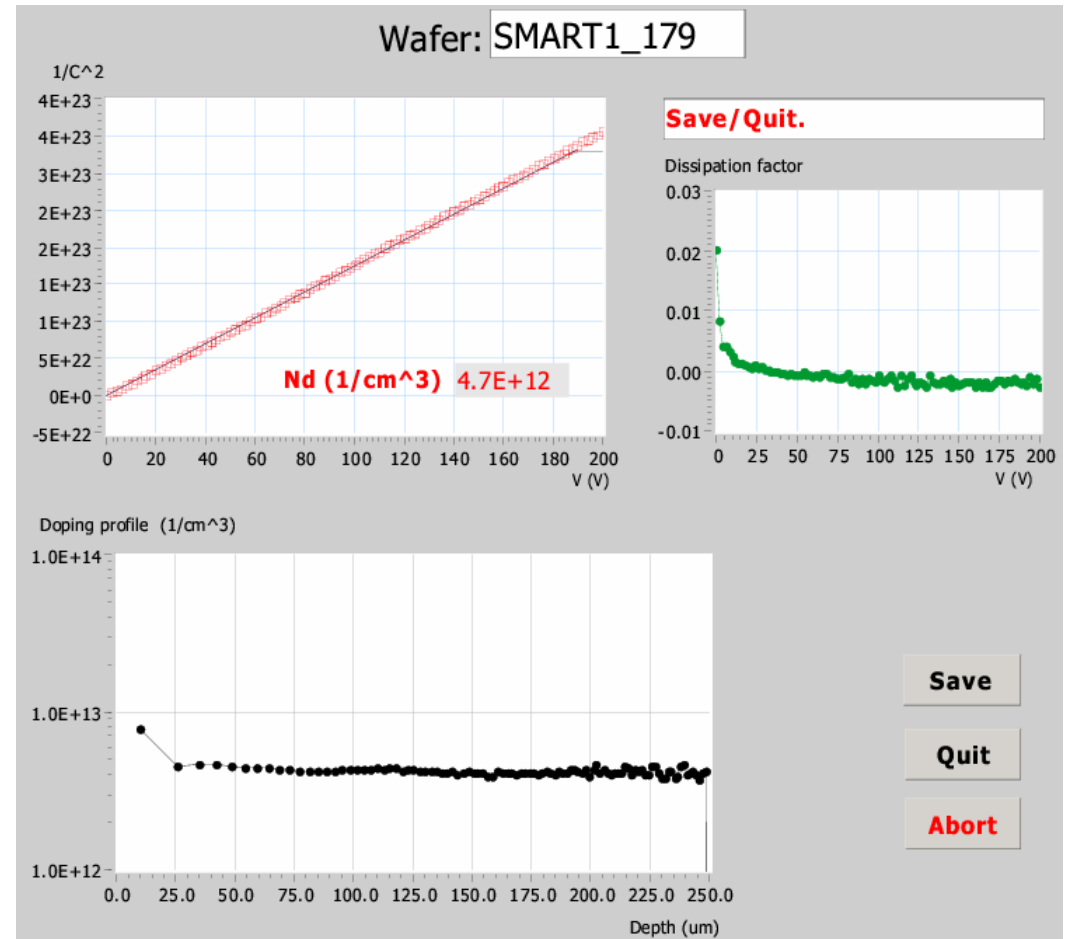 Wafer: SMART1_179
1/C^2
4E+23
4E+23
3E+23
2E+23
2E+23
1E+23
1E+23
5E+22
0E+0
-5E+22
Nd (1/cm^3) 4.7E+12
0 20 40 60 80 100 120 140 160 180 200
V (V)
Save/Quit.
Dissipation factor
0.03
0.02
0.01
0.00
-0.01
0 25 50 75 100 125 150 175 200
V (V)
Doping profile (1/cm^3)
1.0E+14
1.0E+13
1.0E+12
0.0 25.0 50.0 75.0 100.0 125.0 150.0 175.0 200.0 225.0 250.0
Depth (um)
Save
Quit
Abort